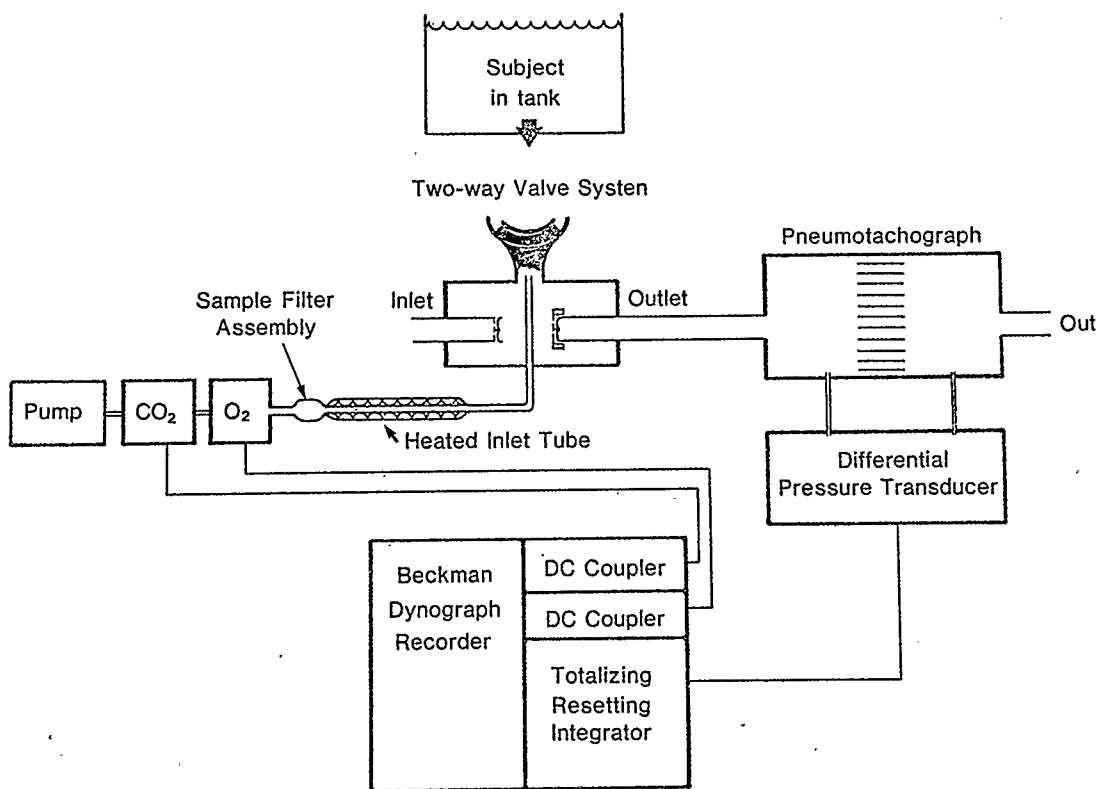 Subject
in tank
Two-way Valve Systen
Pneumotachograph
Sample Filter
Assembly
Inlet
Outlet
Out
Pump
CO₂
O₂
Heated Inlet Tube
Differential
Pressure Transducer
Beckman
Dynograph
Recorder
DC Coupler
DC Coupler
Totalizing
Resetting
Integrator